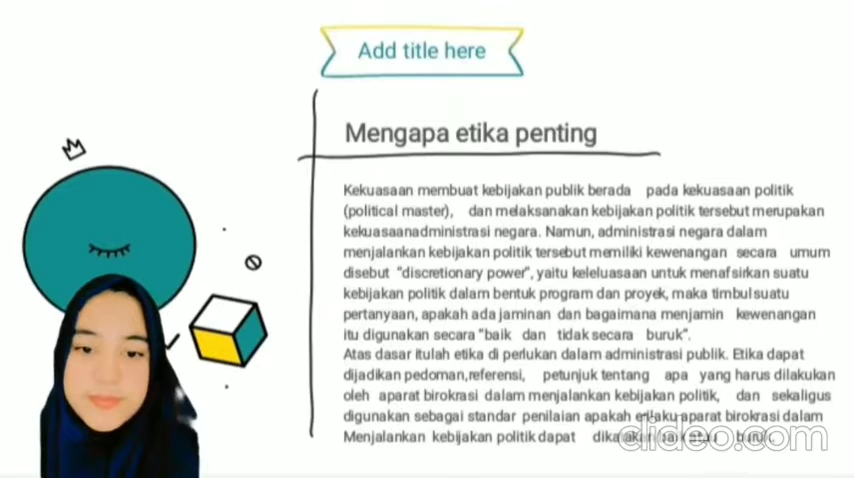 Add title here
Mengapa etika penting
Kekuasaan membuat kebijakan publik berada pada kekuasaan politik
(political master), dan melaksanakan kebijakan politik tersebut merupakan
kekuasaanadministrasi negara. Namun, administrasi negara dalam
menjalankan kebijakan politik tersebut memiliki kewenangan secara umum
disebut "discretionary power", yaitu keleluasaan untuk menafsirkan suatu
kebijakan politik dalam bentuk program dan proyek, maka timbul suatu
pertanyaan, apakah ada jaminan dan bagaimana menjamin kewenangan
itu digunakan secara "baik dan tidak secara buruk".
Atas dasar itulah etika di perlukan dalam administrasi publik. Etika dapat
dijadikan pedoman,referensi, petunjuk tentang apa yang harus dilakukan
oleh aparat birokrasi dalam menjalankan kebijakan politik, dan sekaligus
digunakan sebagai standar penilaian apakah aparat birokrasi dalam
Menjalankan kebijakan politik dapat dikatakan baik atau buruk.
clideo.com